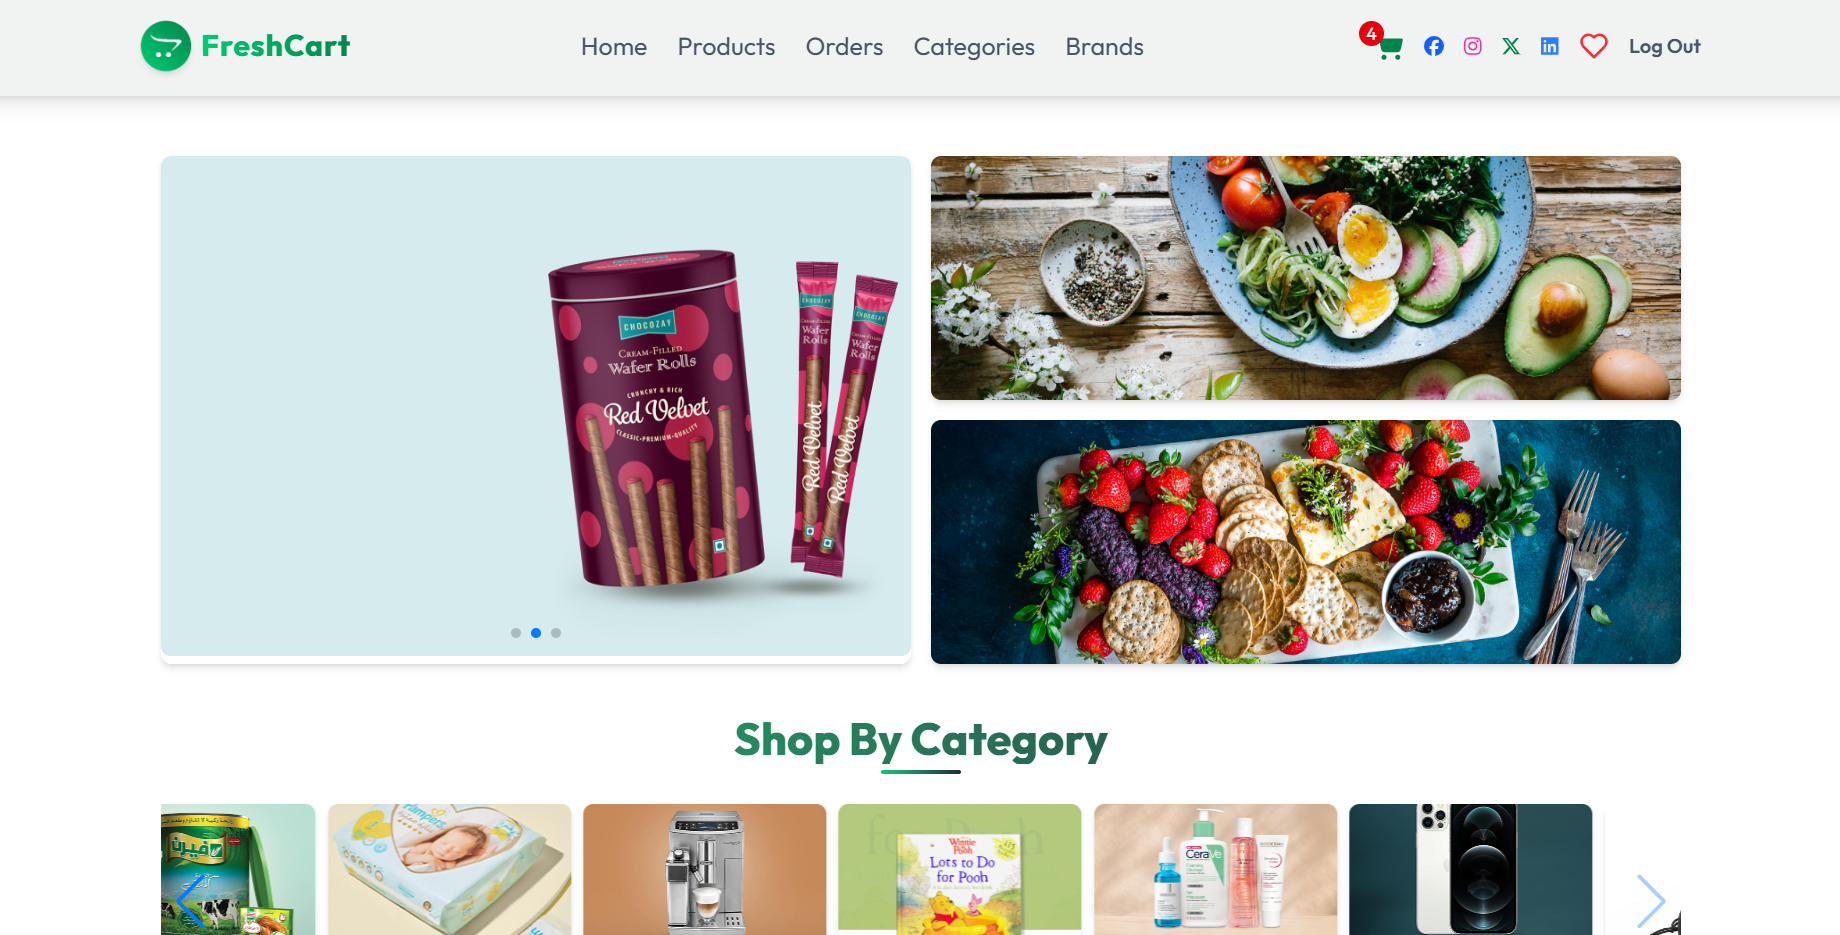 FreshCart
Home
Products
Orders
Categories
Brands
4
Log Out
CHOCOZAY
CREAM-FILLED
Wafer Rolls
CRUNCHY & RICH
Red Velvet
CLASSIC•PREMIUM•QUALITY
CHOCOZAY
Wafer
Rolls
Red Velvet
CHOCOZAY
Wafer
Rolls
Red Velvet
Shop By Category
pampers
for Pooh
Winnie
the Pooh
Lots to Do
for Pooh
CeraVe